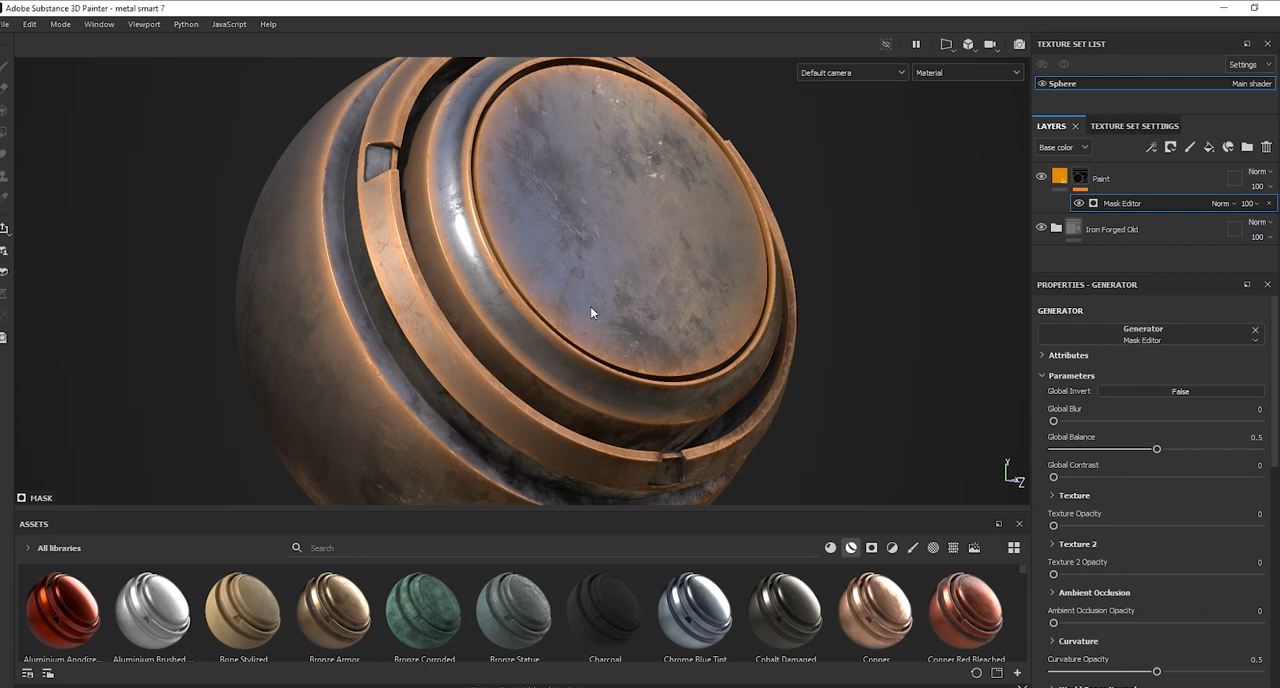 Adobe Substance 3D Painter - metal smart 7
File Edit Mode Window Viewport Python JavaScript Help
Default camera
Material
MASK
Y
Z
TEXTURE SET LIST
Settings
Sphere Main shader
LAYERS TEXTURE SET SETTINGS
Base color
Paint Norm
100
Mask Editor Norm 100
Iron Forged Old Norm
100
PROPERTIES - GENERATOR
GENERATOR
Generator
Mask Editor
Attributes
Parameters
Global Invert False
Global Blur 0
Global Balance 0.5
Global Contrast 0
Texture
Texture Opacity 0
Texture 2
Texture 2 Opacity 0
Ambient Occlusion
Ambient Occlusion Opacity 0
Curvature
Curvature Opacity 0.5
ASSETS
All libraries Search
Aluminium Anodize... Aluminium Brushed ... Bone Stylized Bronze Armor Bronze Corroded Bronze Statue Charcoal Chrome Blue Tint Cobalt Damaged Copper Copper Red Bleached